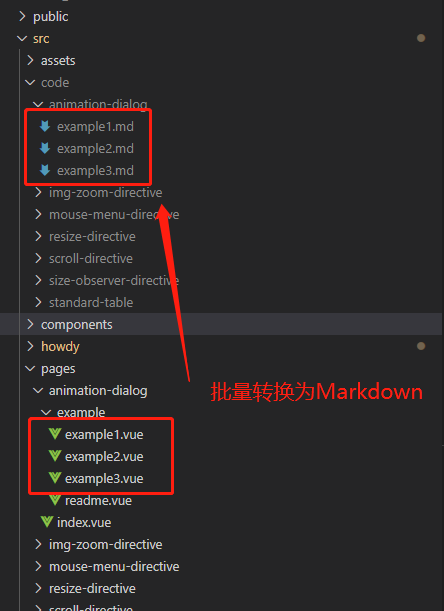 public
src
assets
code
animation-dialog
example1.md
example2.md
example3.md
img-zoom-directive
mouse-menu-directive
resize-directive
scroll-directive
size-observer-directive
standard-table
components
howdy
pages
批量转换为Markdown
animation-dialog
example
example1.vue
example2.vue
example3.vue
readme.vue
index.vue
img-zoom-directive
mouse-menu-directive
resize-directive
scroll-directive